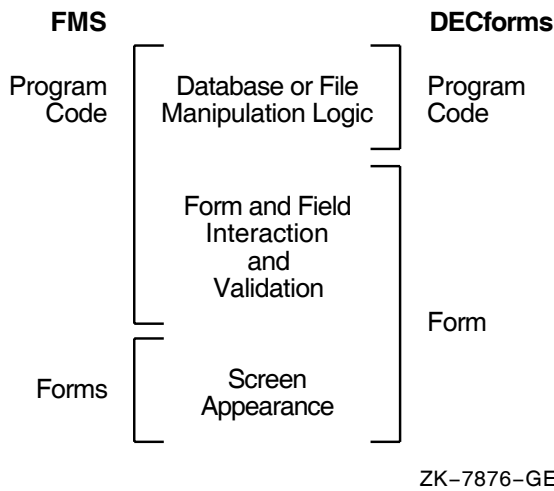 FMS
DECforms
Program
Code
Database or File
Manipulation Logic
Program
Code
Form and Field
Interaction
and
Validation
Form
Forms
Screen
Appearance
ZK–7876–GE